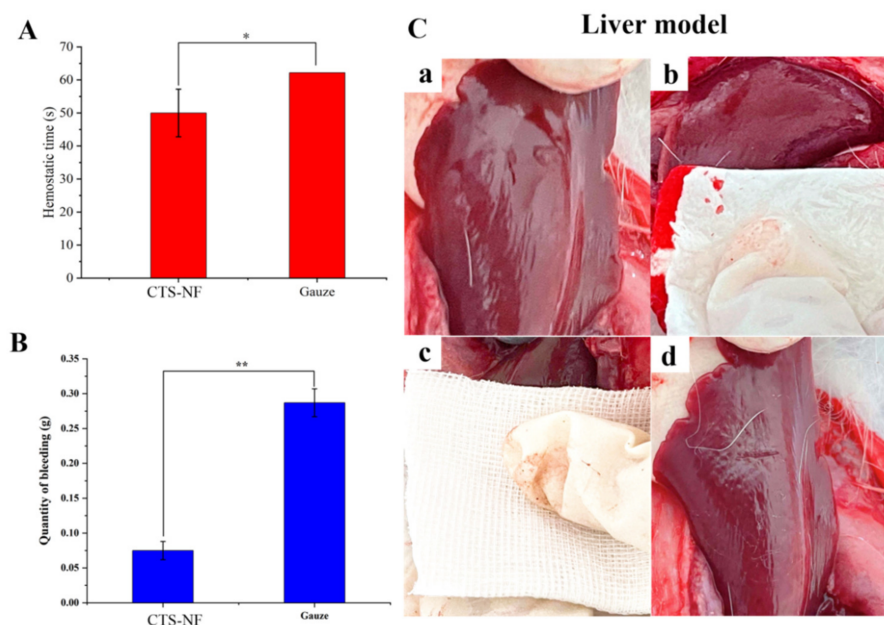 A
Hemostatic time (s)
70
60
50
40
30
20
10
0
*
CTS-NF
Gauze
B
Quantity of bleeding (g)
0.35
0.30
0.25
0.20
0.15
0.10
0.05
0.00
**
CTS-NF
Gauze
C
Liver model
a
b
c
d